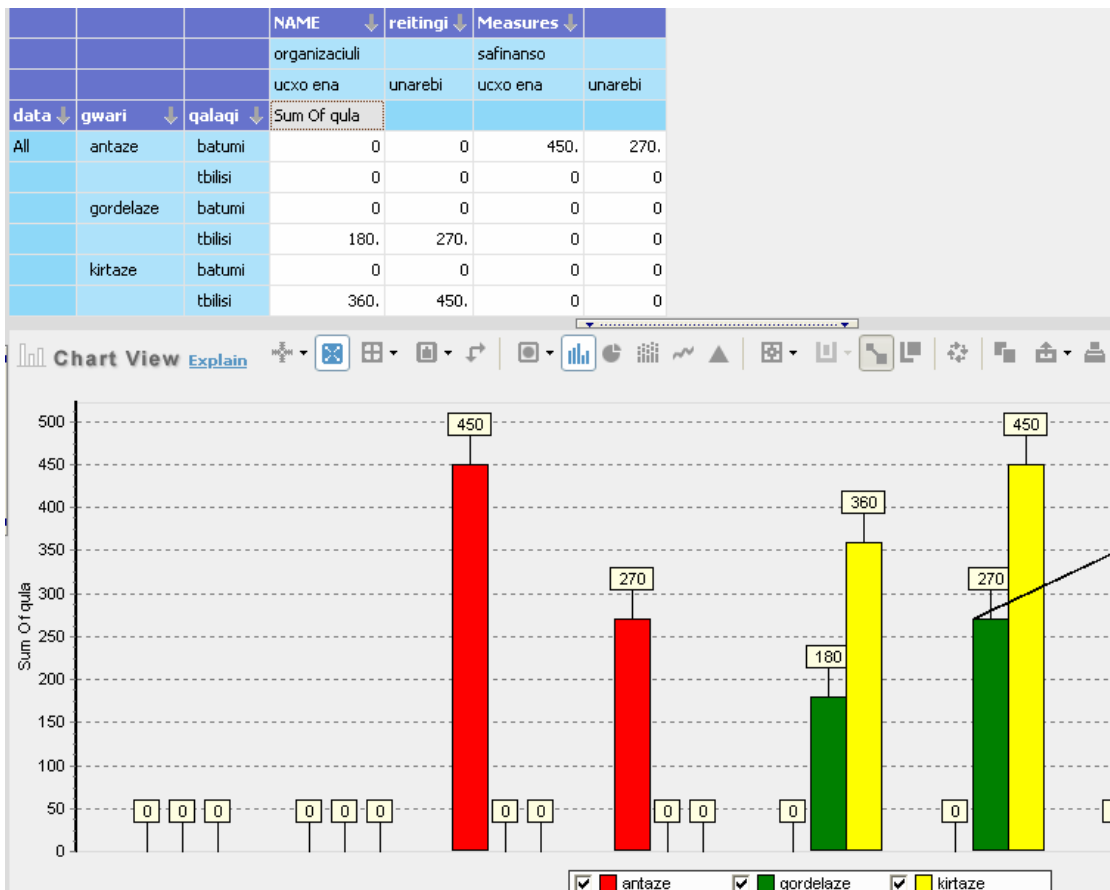 NAME reitingi Measures
organizaciuli safinanso
ucxo ena unarebi ucxo ena unarebi
data gwari qalaqi Sum Of qula
All antaze batumi 0 0 450. 270.
tbilisi 0 0 0 0
gordelaze batumi 0 0 0 0
tbilisi 180. 270. 0 0
kirtaze batumi 0 0 0 0
tbilisi 360. 450. 0 0
Chart View Explain
Sum Of qula
500
450
400
350
300
250
200
150
100
50
0
450 450
360
270 270
180
0 0 0 0 0 0 0 0 0 0 0 0
antaze gordelaze kirtaze